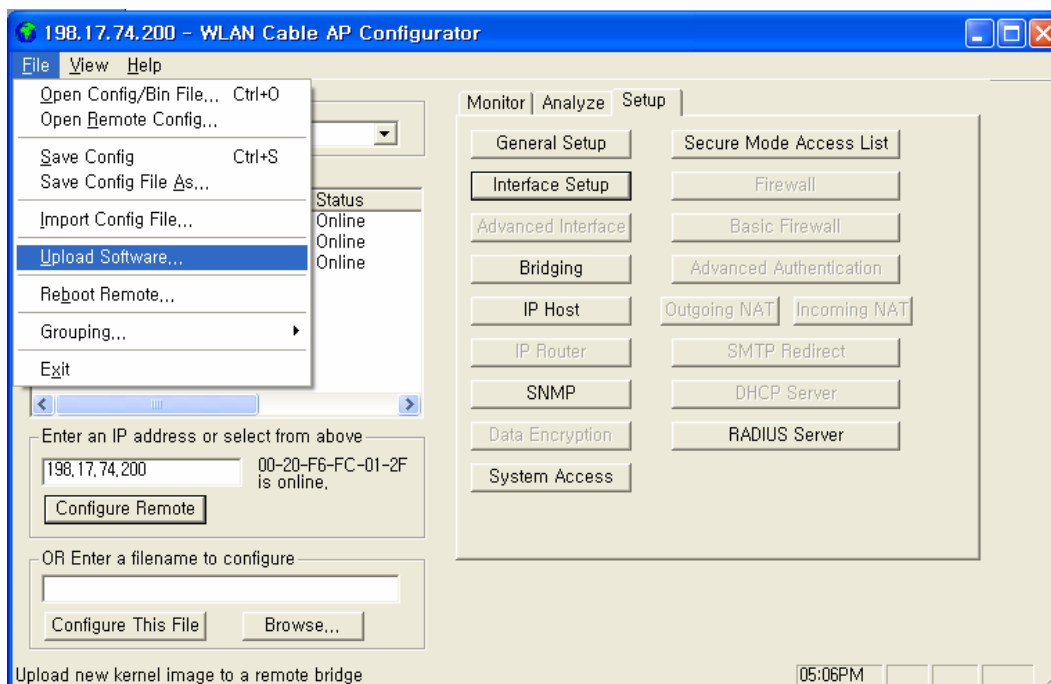 198.17.74.200 - WLAN Cable AP Configurator
File View Help
Open Config/Bin File... Ctrl+O
Open Remote Config...
Save Config Ctrl+S
Save Config File As...
Import Config File...
Upload Software...
Reboot Remote...
Grouping...
Exit
Status
Online
Online
Online
Enter an IP address or select from above
198.17.74.200
00-20-F6-FC-01-2F
is online.
Configure Remote
OR Enter a filename to configure
Configure This File
Browse...
Monitor Analyze Setup
General Setup Secure Mode Access List
Interface Setup Firewall
Advanced Interface Basic Firewall
Bridging Advanced Authentication
IP Host Outgoing NAT Incoming NAT
IP Router SMTP Redirect
SNMP DHCP Server
Data Encryption RADIUS Server
System Access
Upload new kernel image to a remote bridge
05:06PM